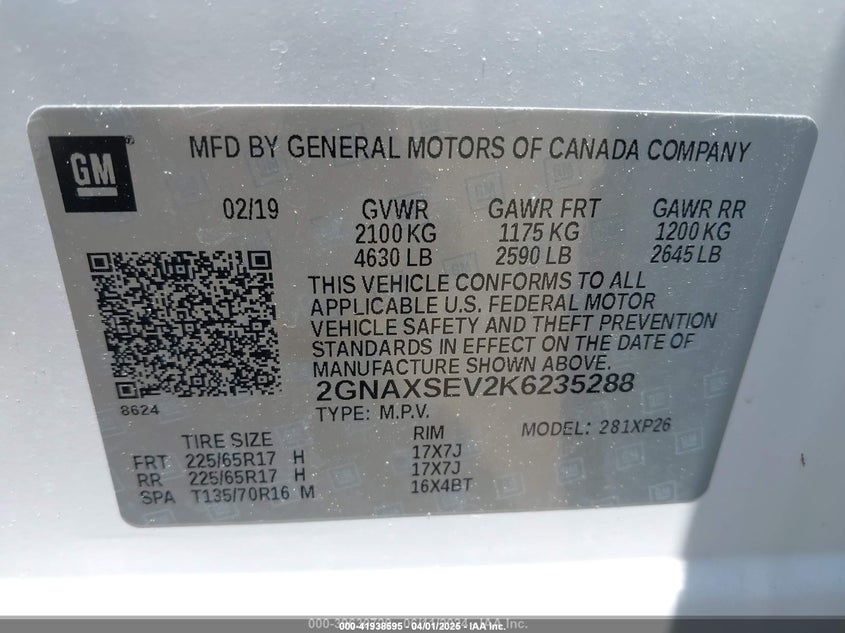 GM
MFD BY GENERAL MOTORS OF CANADA COMPANY
02/19 GVWR GAWR FRT GAWR RR
2100 KG 1175 KG 1200 KG
4630 LB 2590 LB 2645 LB
THIS VEHICLE CONFORMS TO ALL
APPLICABLE U.S. FEDERAL MOTOR
VEHICLE SAFETY AND THEFT PREVENTION
STANDARDS IN EFFECT ON THE DATE OF
MANUFACTURE SHOWN ABOVE.
2GNAXSEV2K6235288
8624
TYPE: M.P.V. MODEL: 281XP26
TIRE SIZE RIM
FRT 225/65R17 H 17X7J
RR 225/65R17 H 17X7J
SPA T135/70R16 M 16X4BT
000-41938595 04/01/2025 - IAA Inc.